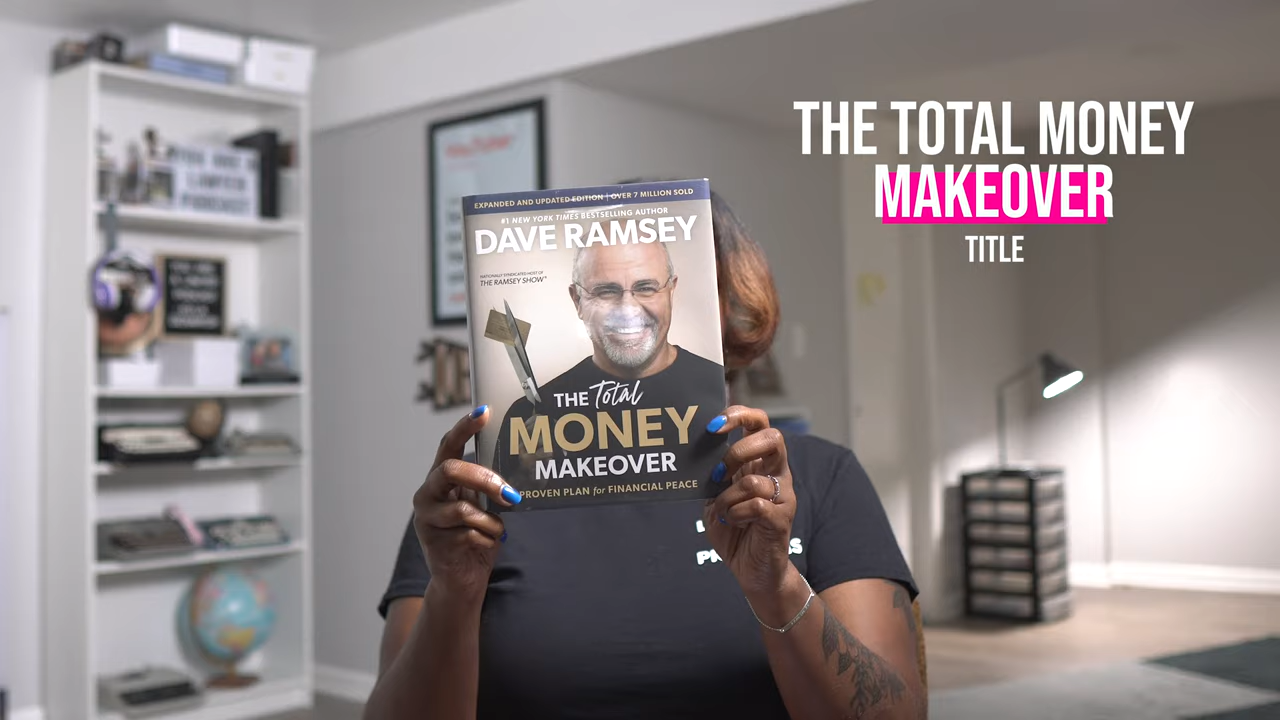 THE TOTAL MONEY
MAKEOVER
TITLE
EXPANDED AND UPDATED EDITION | OVER 7 MILLION SOLD
#1 NEW YORK TIMES BESTSELLING AUTHOR
DAVE RAMSEY
NATIONALLY SYNDICATED HOST OF
THE RAMSEY SHOW
THE Total
MONEY
MAKEOVER
PROVEN PLAN for FINANCIAL PEACE